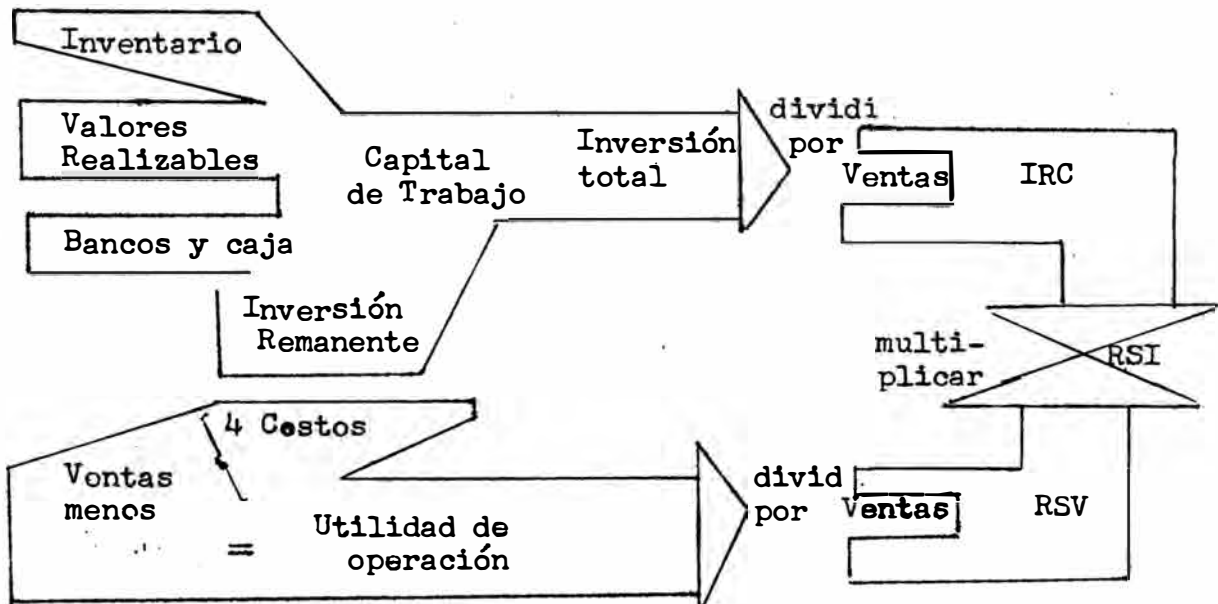 Inventario
Valores
Realizables
Bancos y caja
Inversión
Remanente
Capital
de Trabajo
Inversión
total
dividi
por
Ventas
IRC
multi-
plicar
RSI
4 Costos
Vontas
menos
=
Utilidad de
operación
divid
por
Ventas
RSV